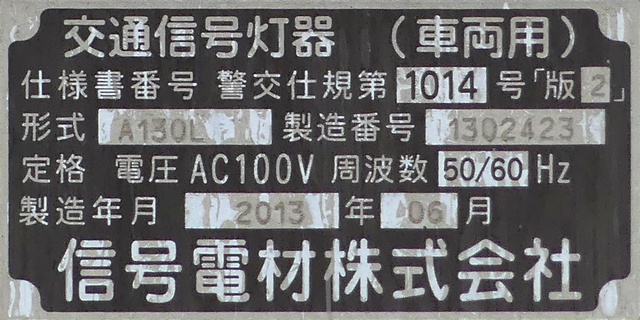 交通信号灯器 (車両用)
仕様書番号 警交仕規第 1014 号「版 2」
形式 A130L 製造番号 1302423
定格 電圧 AC100V 周波数 50/60 Hz
製造年月 2013 年 06 月
信号電材株式会社